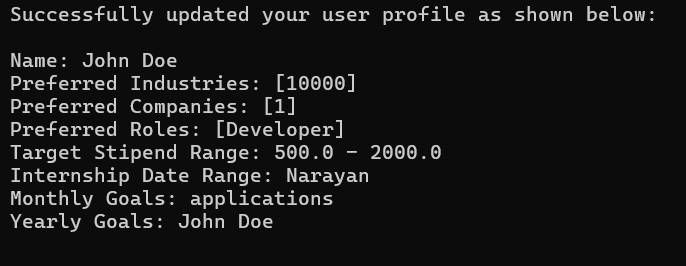 Successfully updated your user profile as shown below:
Name: John Doe
Preferred Industries: [10000]
Preferred Companies: [1]
Preferred Roles: [Developer]
Target Stipend Range: 500.0 - 2000.0
Internship Date Range: Narayan
Monthly Goals: applications
Yearly Goals: John Doe